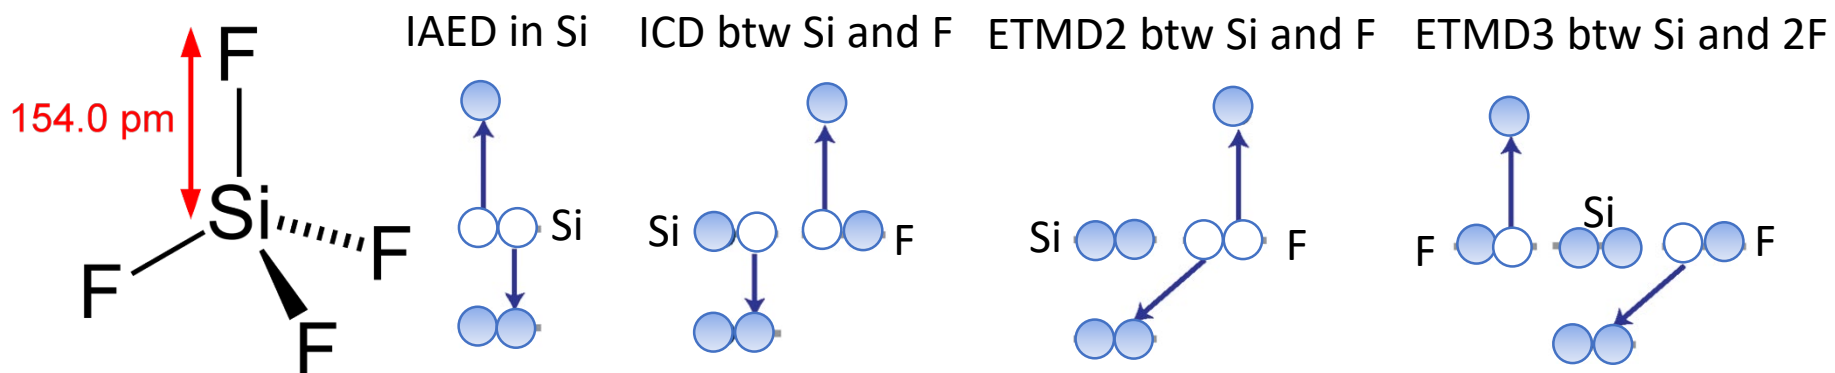 IAED in Si
ICD btw Si and F
ETMD2 btw Si and F
ETMD3 btw Si and 2F
154.0 pm
F
Si
F
F
F
Si
Si
F
Si
F
F
Si
F